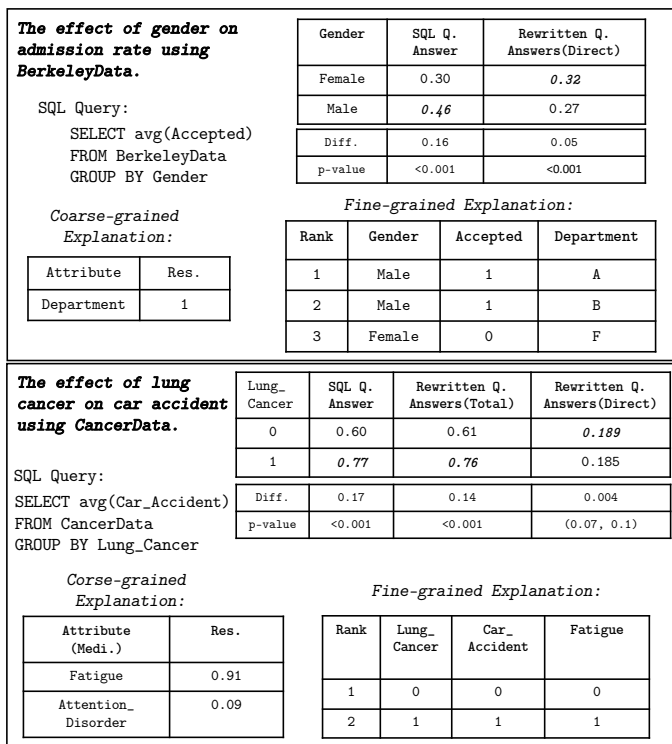 The effect of gender on
admission rate using
BerkeleyData.
SQL Query:
SELECT avg(Accepted)
FROM BerkeleyData
GROUP BY Gender
Gender SQL Q. Answer Rewritten Q. Answers(Direct)
Female 0.30 0.32
Male 0.46 0.27
Diff. 0.16 0.05
p-value <0.001 <0.001
Coarse-grained
Explanation:
Attribute Res.
Department 1
Fine-grained Explanation:
Rank Gender Accepted Department
1 Male 1 A
2 Male 1 B
3 Female 0 F
The effect of lung
cancer on car accident
using CancerData.
SQL Query:
SELECT avg(Car_Accident)
FROM CancerData
GROUP BY Lung_Cancer
Lung_ Cancer SQL Q. Answer Rewritten Q. Answers(Total) Rewritten Q. Answers(Direct)
0 0.60 0.61 0.189
1 0.77 0.76 0.185
Diff. 0.17 0.14 0.004
p-value <0.001 <0.001 (0.07, 0.1)
Corse-grained
Explanation:
Attribute (Medi.) Res.
Fatigue 0.91
Attention_ Disorder 0.09
Fine-grained Explanation:
Rank Lung_ Cancer Car_ Accident Fatigue
1 0 0 0
2 1 1 1